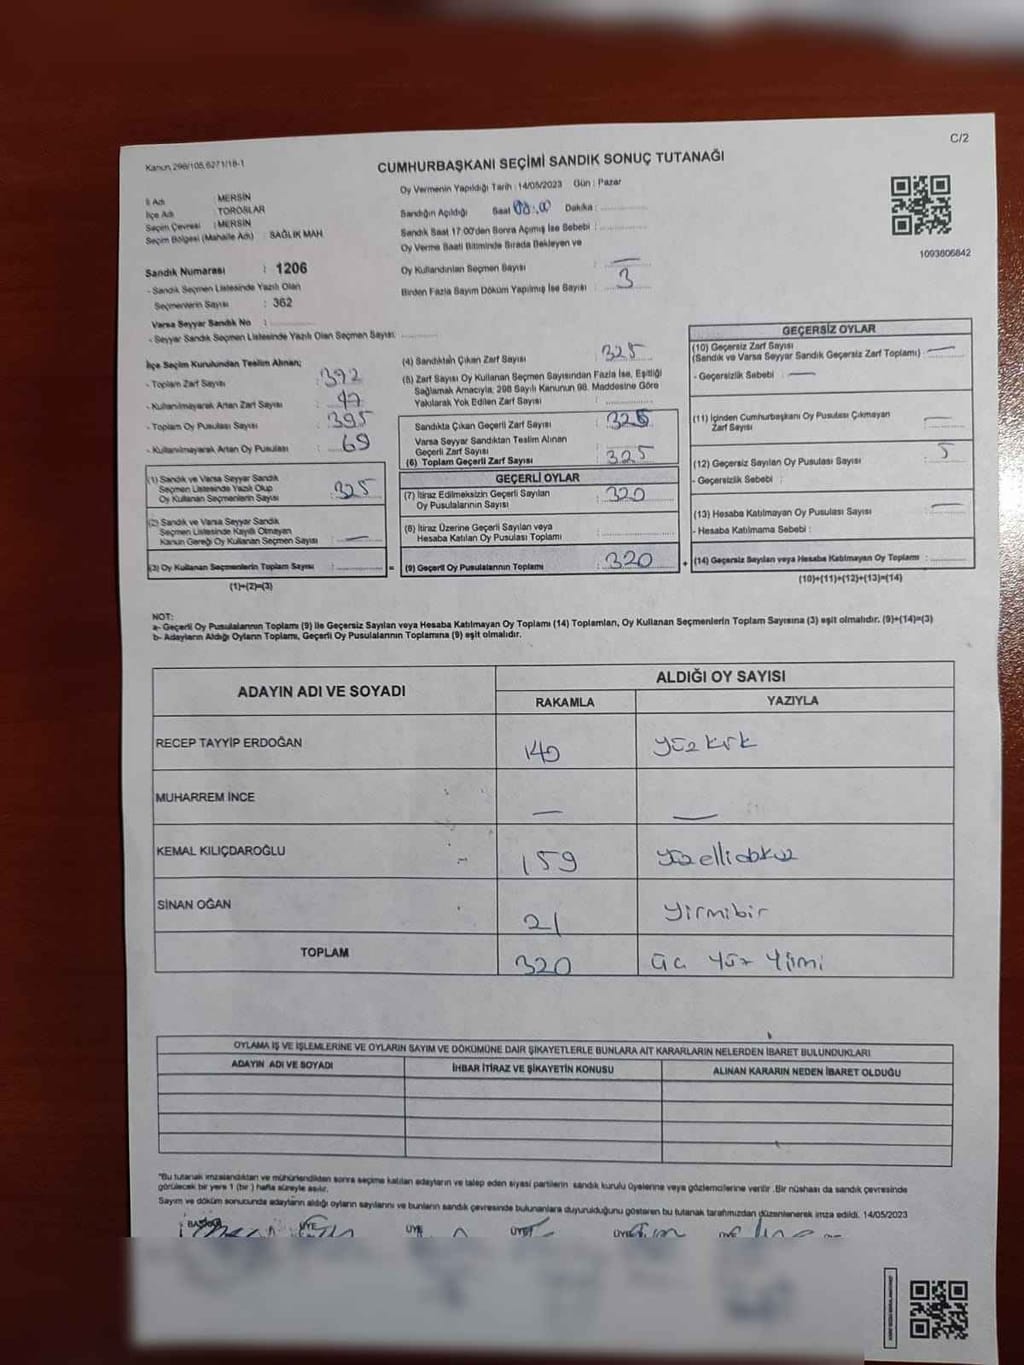 C/2
Kanun 298/105,6271/18-1
CUMHURBAŞKANI SEÇİMİ SANDIK SONUÇ TUTANAĞI
İl Adı : MERSİN
İlçe Adı : TOROSLAR
Seçim Çevresi : MERSİN
Seçim Bölgesi (Mahalle Adı) : SAĞLIK MAH
Sandık Numarası : 1206
- Sandık Seçmen Listesinde Yazılı Olan
Seçmenlerin Sayısı : 362
Varsa Seyyar Sandık No :
- Seyyar Sandık Seçmen Listesinde Yazılı Olan Seçmen Sayısı:
Oy Vermenin Yapıldığı Tarih : 14/05/2023 Gün : Pazar
Sandığın Açıldığı Saat 08:00 Dakika :
Sandık Saat 17:00'den Sonra Açımış İse Sebebi :
Oy Verme Saati Bitiminde Sırada Bekleyen ve
Oy Kullandırılan Seçmen Sayısı : —
Birden Fazla Sayım Döküm Yapılmış İse Sayısı : 3
1093606842
İlçe Seçim Kurulundan Teslim Alınan;
- Toplam Zarf Sayısı : 392
- Kullanılmayarak Artan Zarf Sayısı :
- Toplam Oy Pusulası Sayısı : 395
- Kullanılmayarak Artan Oy Pusulası : 69
(1) Sandık ve Varsa Seyyar Sandık
Seçmen Listesinde Yazılı Olup
Oy Kullanan Seçmenlerin Sayısı : 325
(2) Sandık ve Varsa Seyyar Sandık
Seçmen Listesinde Kayıtlı Olmayan
Kanun Gereği Oy Kullanan Seçmen Sayısı : —
(3) Oy Kullanan Seçmenlerin Toplam Sayısı :
(1)+(2)=(3)
(4) Sandıktan Çıkan Zarf Sayısı : 325
(5) Zarf Sayısı Oy Kullanan Seçmen Sayısından Fazla İse, Eşitliği
Sağlamak Amacıyla, 298 Sayılı Kanunun 98. Maddesine Göre
Yakılarak Yok Edilen Zarf Sayısı :
Sandıkta Çıkan Geçerli Zarf Sayısı : 325
Varsa Seyyar Sandıktan Teslim Alınan
Geçerli Zarf Sayısı :
(6) Toplam Geçerli Zarf Sayısı : 325
GEÇERLİ OYLAR
(7) İtiraz Edilmeksizin Geçerli Sayılan
Oy Pusulalarının Sayısı : 320
(8) İtiraz Üzerine Geçerli Sayılan veya
Hesaba Katılan Oy Pusulası Toplamı :
= (9) Geçerli Oy Pusulalarının Toplamı : 320 +
GEÇERSİZ OYLAR
(10) Geçersiz Zarf Sayısı
(Sandık ve Varsa Seyyar Sandık Geçersiz Zarf Toplamı) : —
- Geçersizlik Sebebi : —
(11) İçinden Cumhurbaşkanı Oy Pusulası Çıkmayan
Zarf Sayısı : —
(12) Geçersiz Sayılan Oy Pusulası Sayısı : 5
- Geçersizlik Sebebi :
(13) Hesaba Katılmayan Oy Pusulası Sayısı : —
- Hesaba Katılmama Sebebi :
(14) Geçersiz Sayılan veya Hesaba Katılmayan Oy Toplamı :
(10)+(11)+(12)+(13)=(14)
NOT:
a- Geçerli Oy Pusulalarının Toplamı (9) ile Geçersiz Sayılan veya Hesaba Katılmayan Oy Toplamı (14) Toplamları, Oy Kullanan Seçmenlerin Toplam Sayısına (3) eşit olmalıdır. (9)+(14)=(3)
b- Adayların Aldığı Oyların Toplamı, Geçerli Oy Pusulalarının Toplamına (9) eşit olmalıdır.
ADAYIN ADI VE SOYADI ALDIĞI OY SAYISI
RAKAMLA YAZIYLA
RECEP TAYYİP ERDOĞAN 140 yüz kırk
MUHARREM İNCE — —
KEMAL KILIÇDAROĞLU 159 yüzellidokuz
SİNAN OĞAN 21 yirmibir
TOPLAM 320 üç yüz yirmi
OYLAMA İŞ VE İŞLEMLERİNE VE OYLARIN SAYIM VE DÖKÜMÜNE DAİR ŞİKAYETLERLE BUNLARA AİT KARARLARIN NELERDEN İBARET BULUNDUKLARI
ADAYIN ADI VE SOYADI İHBAR İTİRAZ VE ŞİKAYETİN KONUSU ALINAN KARARIN NEDEN İBARET OLDUĞU
"Bu tutanak imzalandıktan ve mühürlendikten sonra seçime katılan adayların ve talep eden siyasi partilerin sandık kurulu üyelerine veya gözlemcilerine verilir .Bir nüshası da sandık çevresinde
görülecek bir yere 1 (bir ) hafta süreyle asılır.
Sayım ve döküm sonucunda adayların aldığı oyların sayılarını ve bunların sandık çevresinde bulunanlara duyurulduğunu gösteren bu tutanak tarafımızdan düzenlenerek imza edildi. 14/05/2023
BAŞKAN ÜYE ÜYE ÜYE ÜYE ÜYE